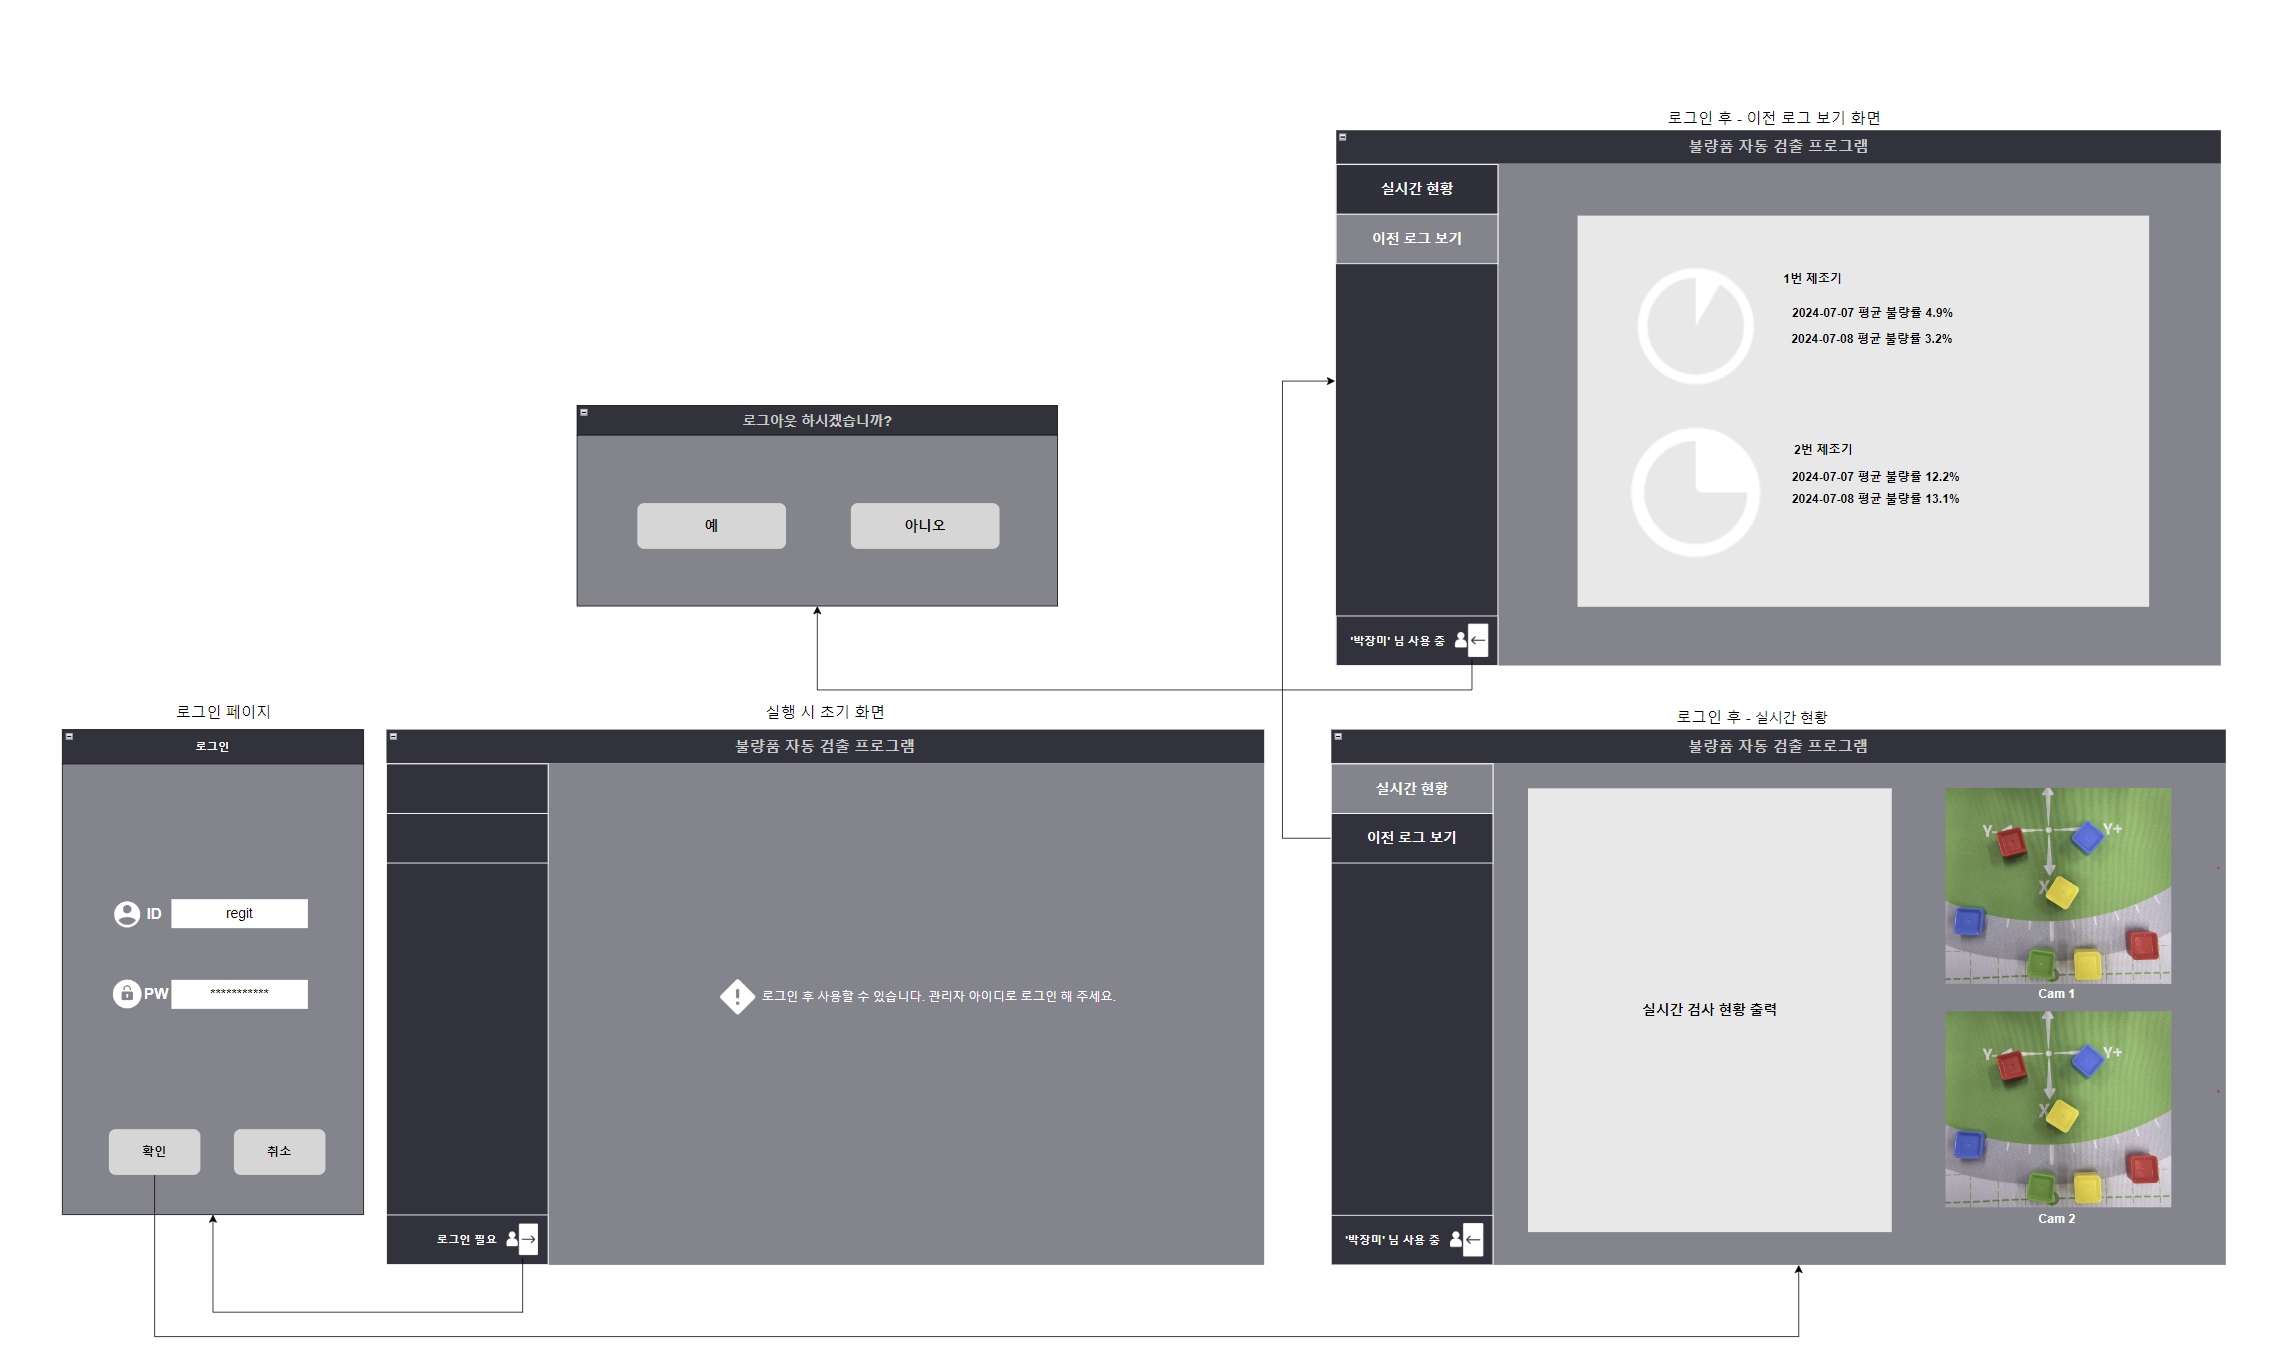 로그인 후 - 이전 로그 보기 화면
불량품 자동 검출 프로그램
실시간 현황
이전 로그 보기
1번 제조기
2024-07-07 평균 불량률 4.9%
2024-07-08 평균 불량률 3.2%
2번 제조기
2024-07-07 평균 불량률 12.2%
2024-07-08 평균 불량률 13.1%
'박장미' 님 사용 중
로그아웃 하시겠습니까?
예
아니오
로그인 페이지
로그인
ID
regit
PW
***********
확인
취소
실행 시 초기 화면
불량품 자동 검출 프로그램
로그인 후 사용할 수 있습니다. 관리자 아이디로 로그인 해 주세요.
로그인 필요
로그인 후 - 실시간 현황
불량품 자동 검출 프로그램
실시간 현황
이전 로그 보기
실시간 검사 현황 출력
Y-
Y+
X
Cam 1
Y-
Y+
X
Cam 2
'박장미' 님 사용 중